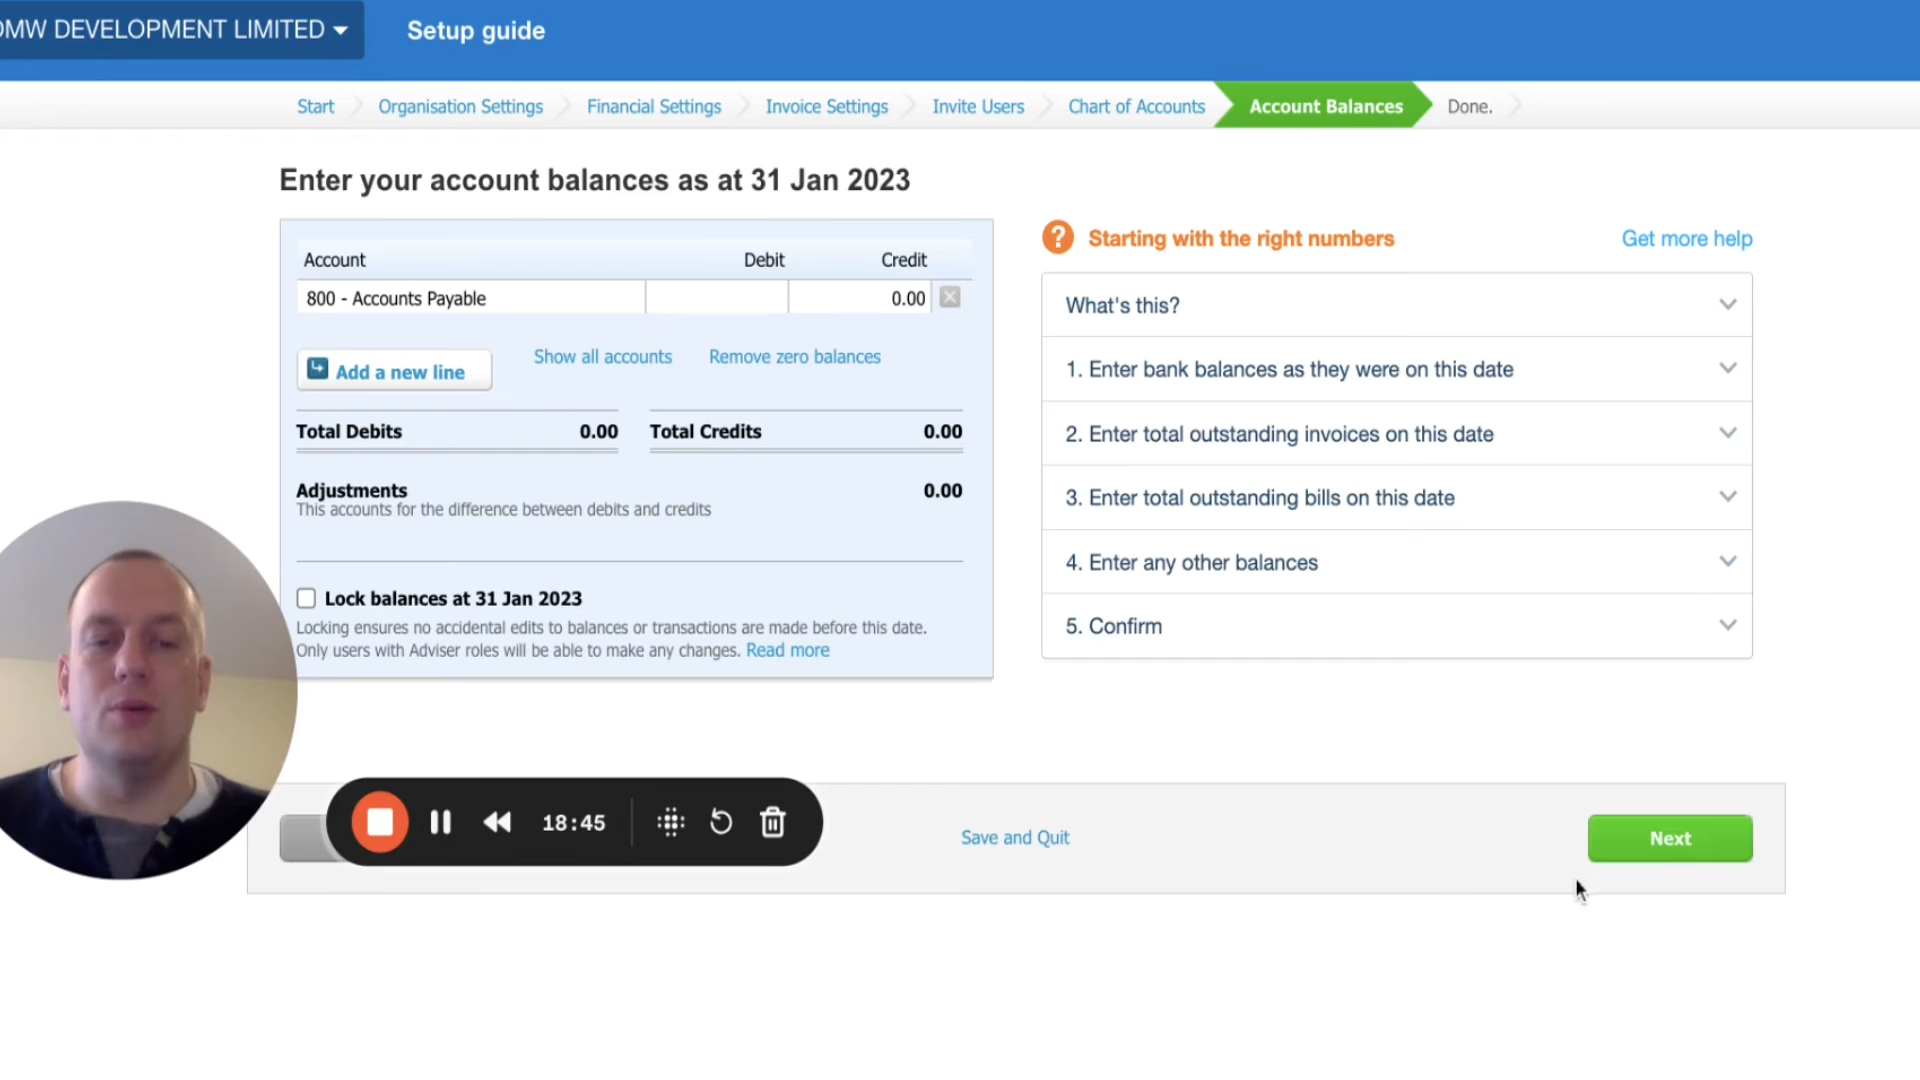 DMW DEVELOPMENT LIMITED
Setup guide
Start
Organisation Settings
Financial Settings
Invoice Settings
Invite Users
Chart of Accounts
Account Balances
Done.
Enter your account balances as at 31 Jan 2023
Account Debit Credit
800 - Accounts Payable 0.00
Add a new line
Show all accounts
Remove zero balances
Total Debits 0.00 Total Credits 0.00
Adjustments 0.00
This accounts for the difference between debits and credits
Lock balances at 31 Jan 2023
Locking ensures no accidental edits to balances or transactions are made before this date.
Only users with Adviser roles will be able to make any changes. Read more
? Starting with the right numbers
Get more help
What's this?
1. Enter bank balances as they were on this date
2. Enter total outstanding invoices on this date
3. Enter total outstanding bills on this date
4. Enter any other balances
5. Confirm
18:45
Save and Quit
Next